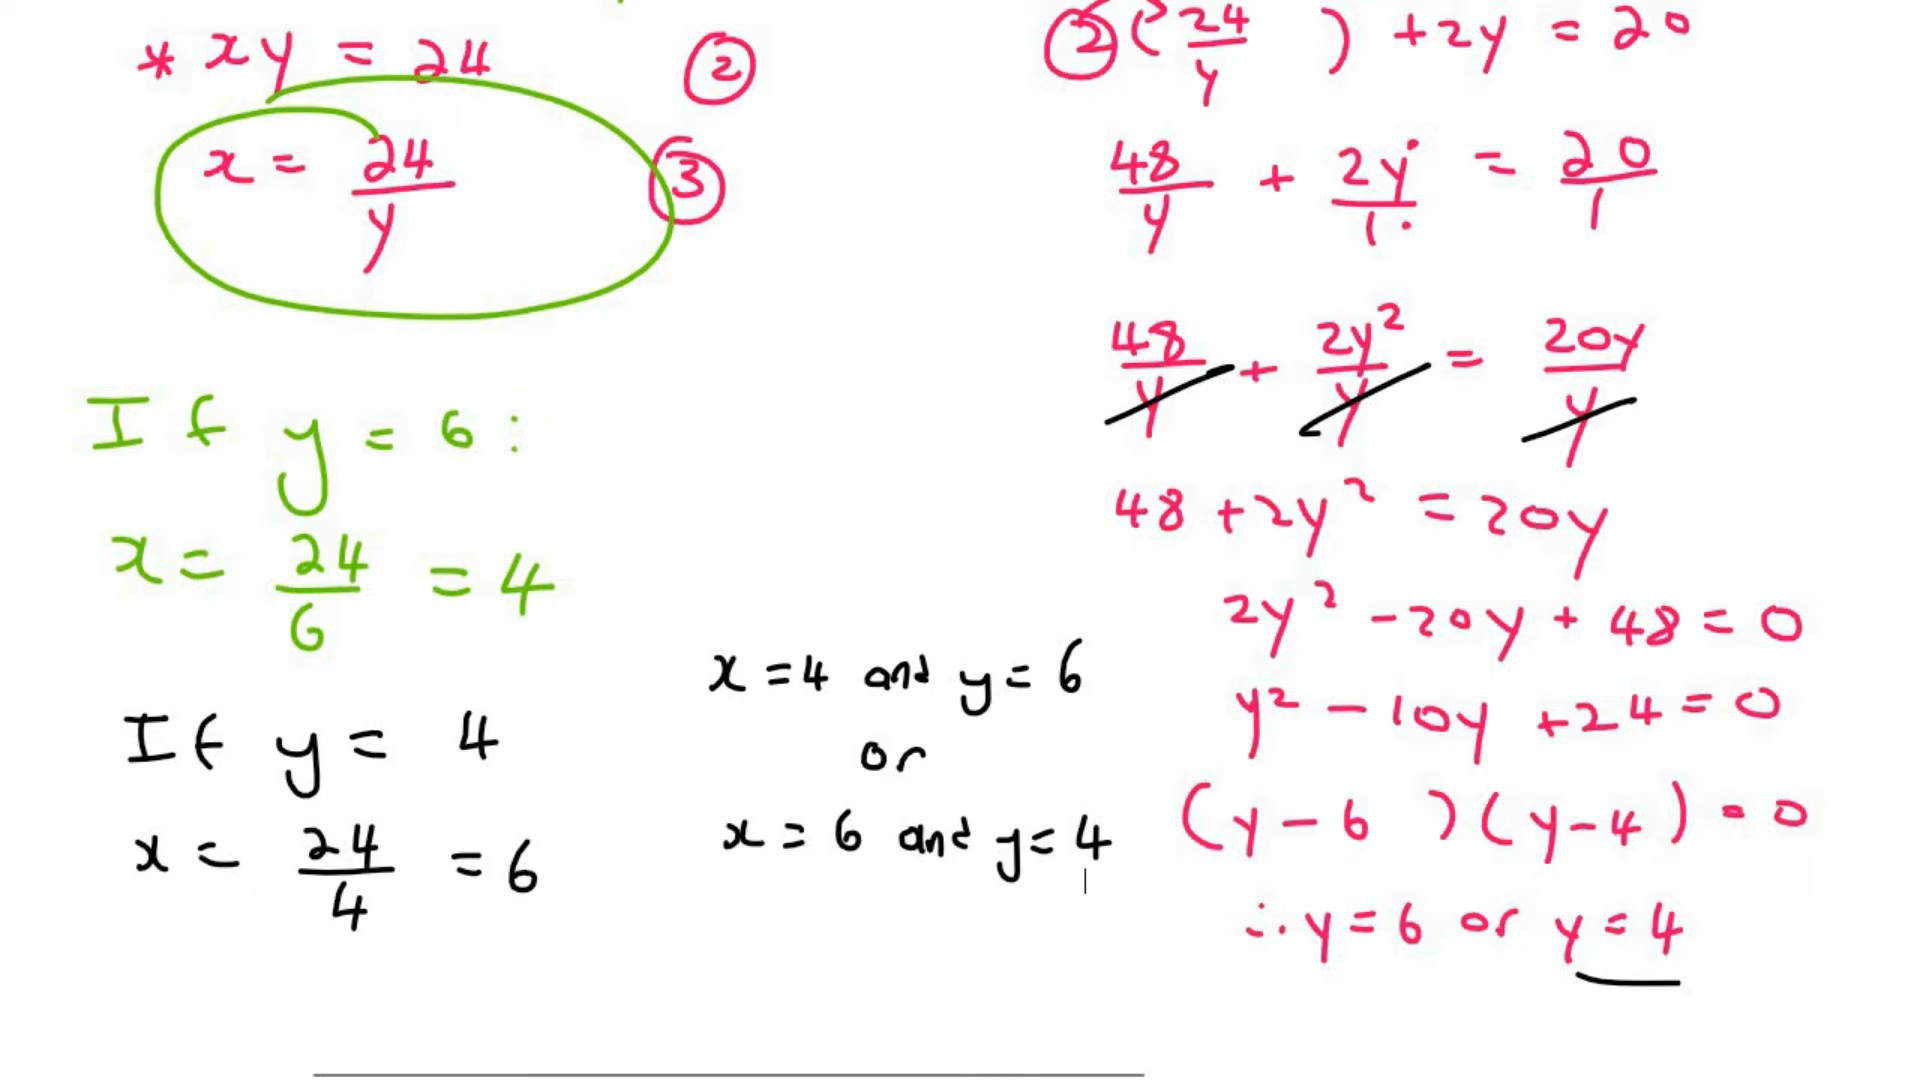 * xy = 24 ②
x = 24/y ③
If y = 6 :
x = 24/6 = 4
If y = 4
x = 24/4 = 6
x = 4 and y = 6
or
x = 6 and y = 4
2(24/y) + 2y = 20
48/y + 2y/1 = 20/1
48/y + 2y²/y = 20y/y
48 + 2y² = 20y
2y² - 20y + 48 = 0
y² - 10y + 24 = 0
(y - 6)(y - 4) = 0
∴ y = 6 or y = 4